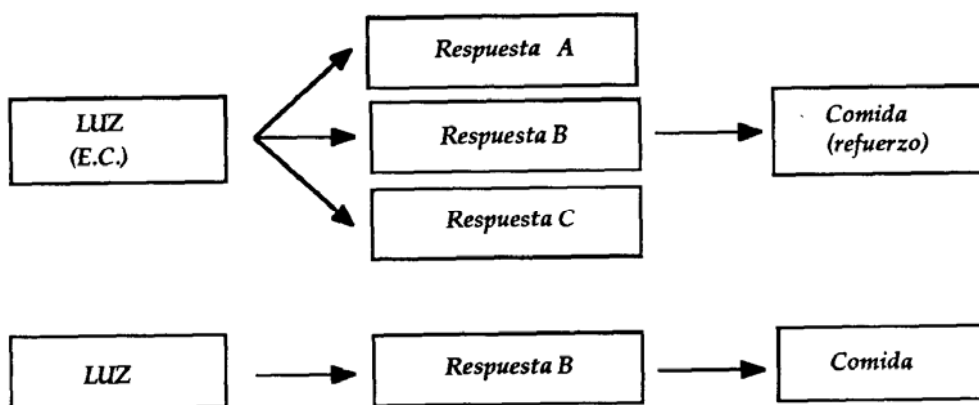 Respuesta A
LUZ
(E.C.)
Respuesta B
Comida
(refuerzo)
Respuesta C
LUZ
Respuesta B
Comida